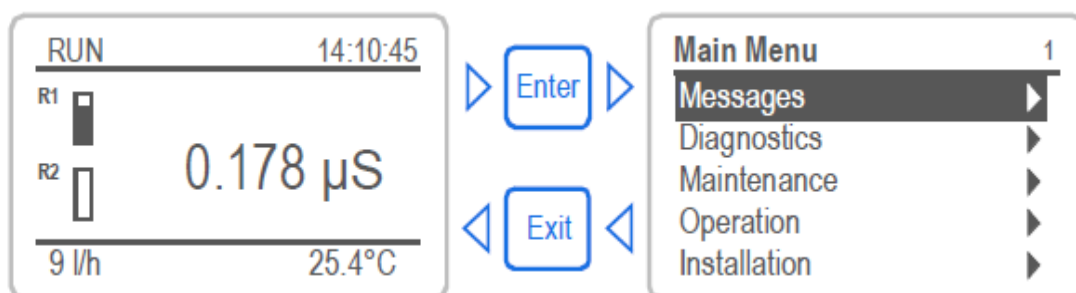 RUN 14:10:45
R1
R2
0.178 µS
9 l/h 25.4°C
Enter
Exit
Main Menu 1
Messages
Diagnostics
Maintenance
Operation
Installation